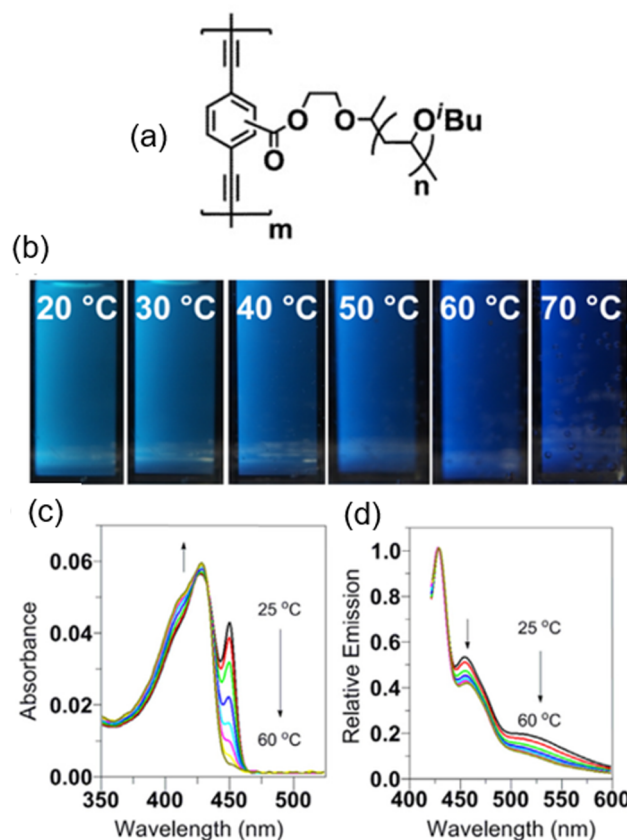 (a)
O
O
O
OⁱBu
n
m
(b)
20 °C 30 °C 40 °C 50 °C 60 °C 70 °C
(c)
Absorbance
0.06
0.04
0.02
0.00
25 °C
60 °C
350 400 450 500
Wavelength (nm)
(d)
Relative Emission
1.0
0.8
0.6
0.4
0.2
0.0
25 °C
60 °C
400 450 500 550 600
Wavelength (nm)